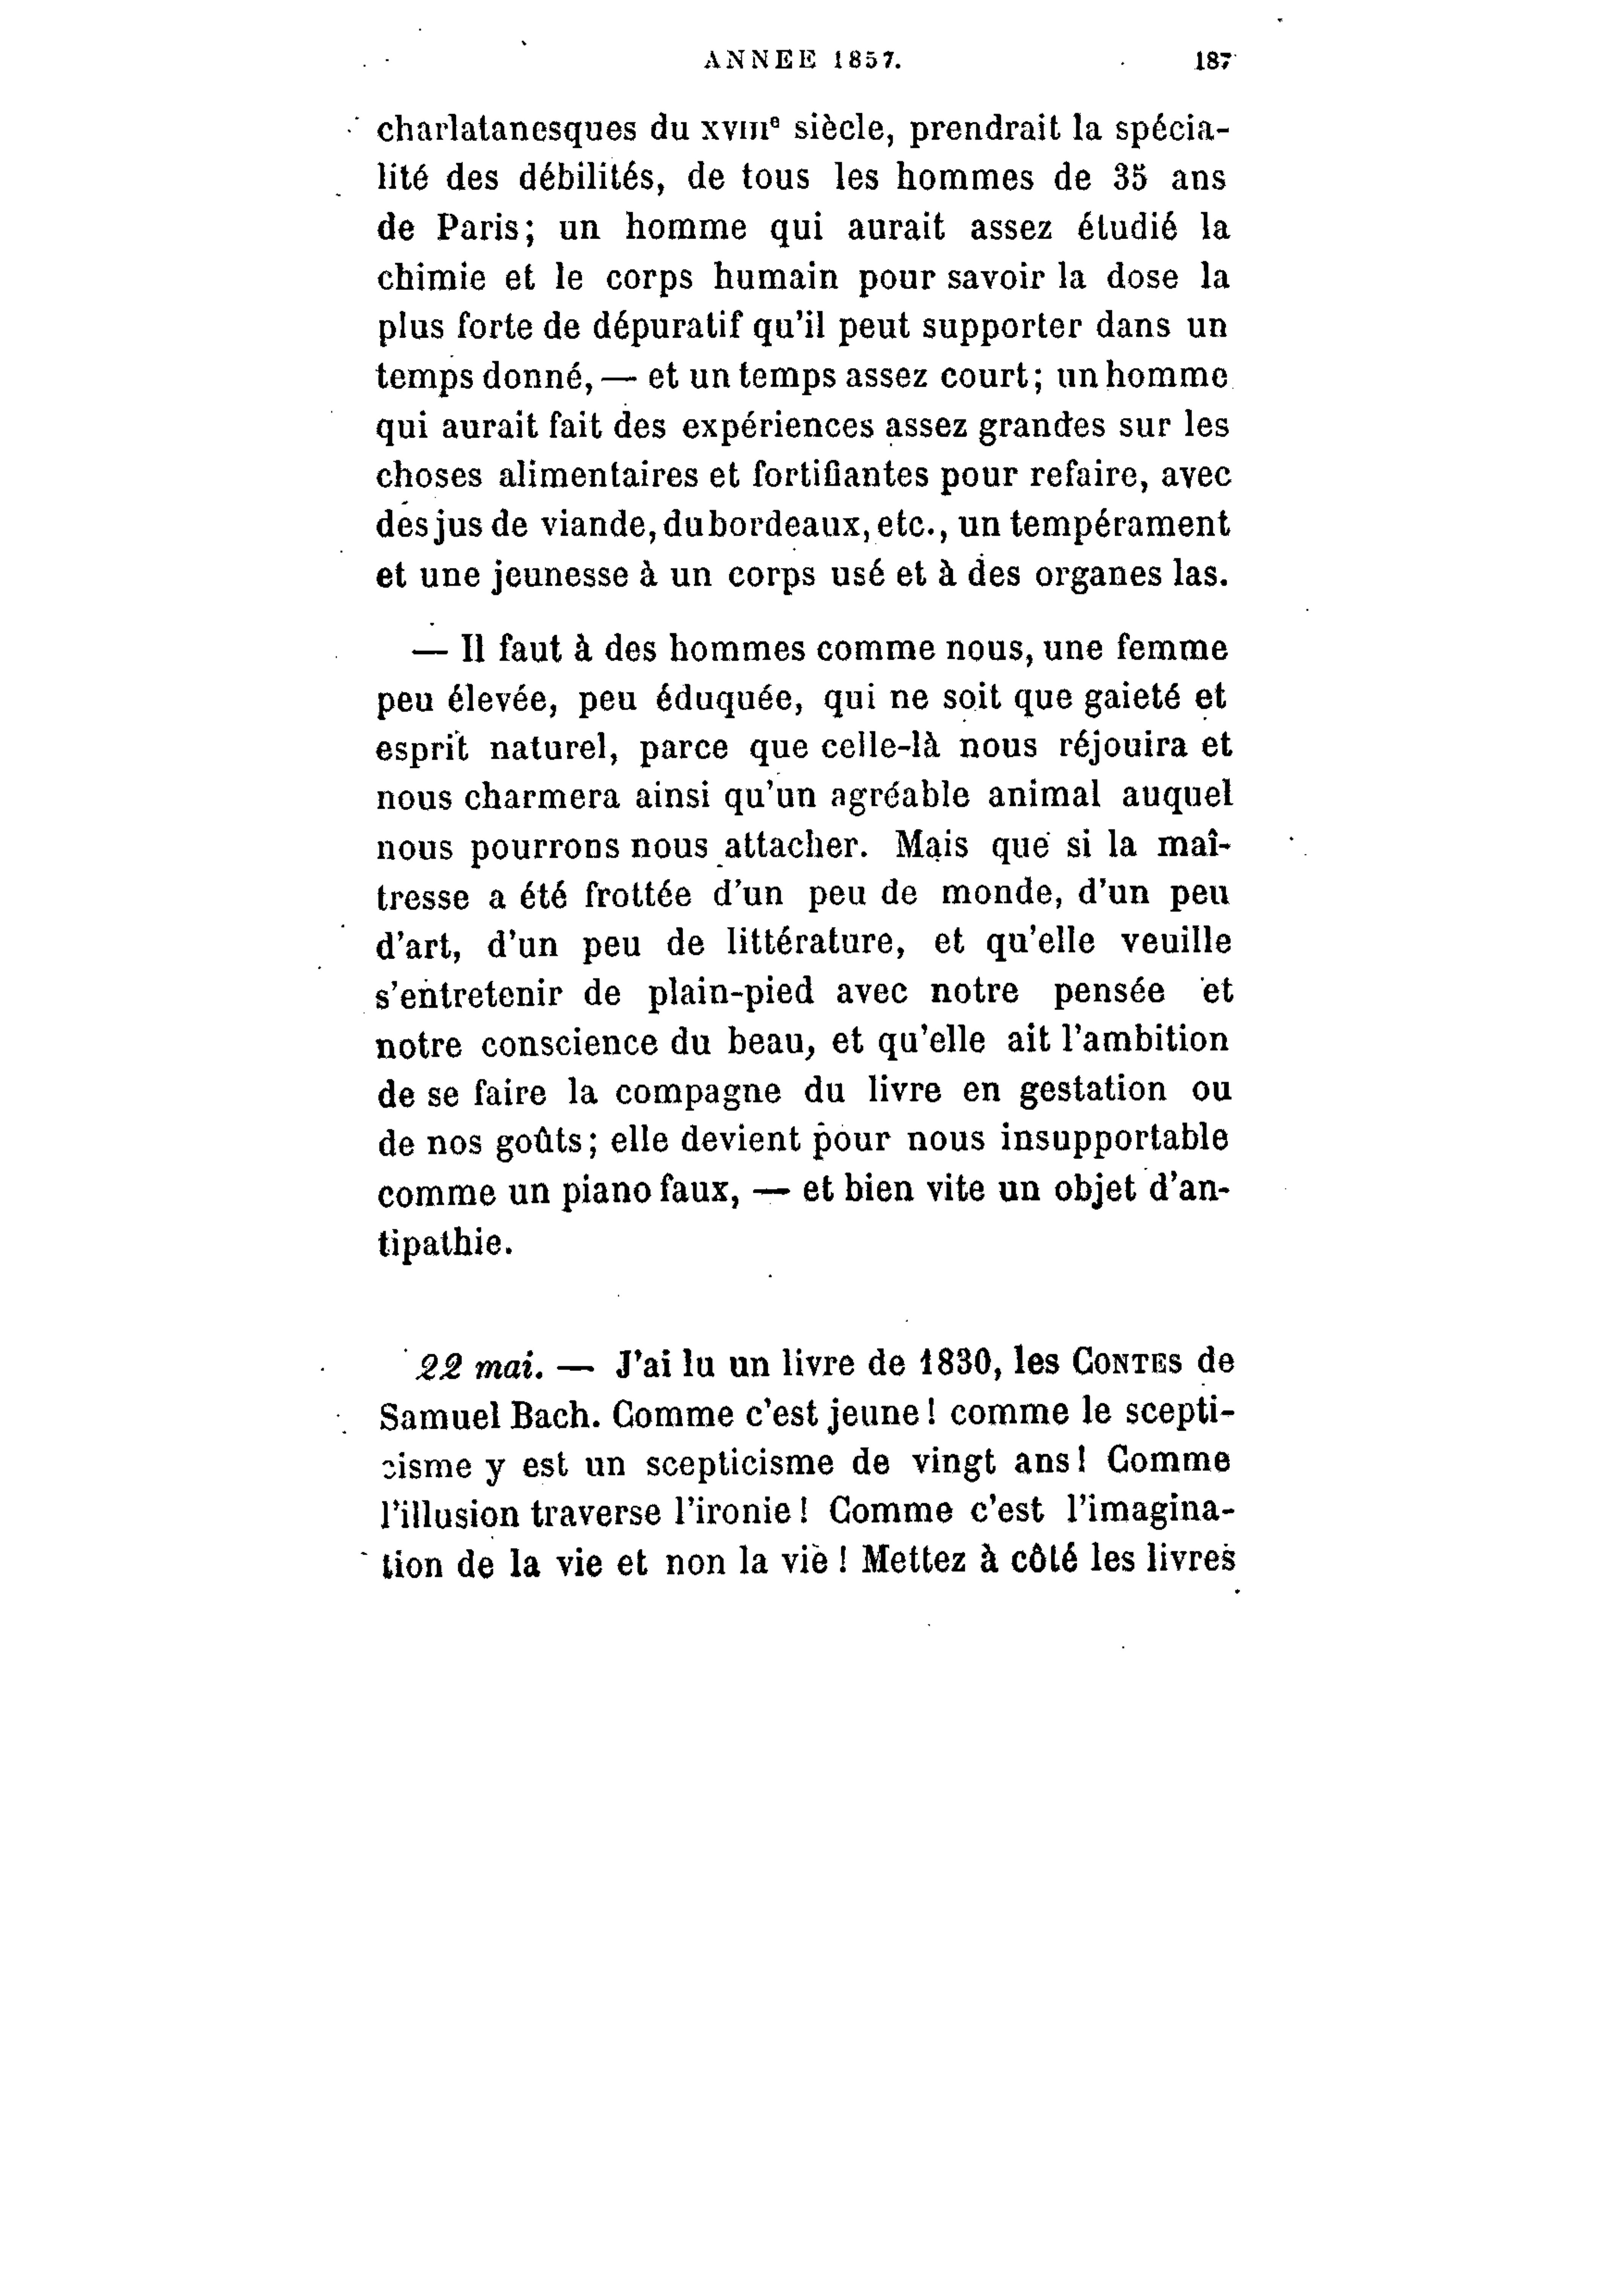 ANNEE 1857. 187
charlatanesques du XVIIIe siècle, prendrait la spécia-
lité des débilités, de tous les hommes de 35 ans
de Paris; un homme qui aurait assez étudié la
chimie et le corps humain pour savoir la dose la
plus forte de dépuratif qu'il peut supporter dans un
temps donné, — et un temps assez court; un homme
qui aurait fait des expériences assez grandes sur les
choses alimentaires et fortifiantes pour refaire, avec
des jus de viande, du bordeaux, etc., un tempérament
et une jeunesse à un corps usé et à des organes las.
— Il faut à des hommes comme nous, une femme
peu élevée, peu éduquée, qui ne soit que gaieté et
esprit naturel, parce que celle-là nous réjouira et
nous charmera ainsi qu'un agréable animal auquel
nous pourrons nous attacher. Mais que si la maî-
tresse a été frottée d'un peu de monde, d'un peu
d'art, d'un peu de littérature, et qu'elle veuille
s'entretenir de plain-pied avec notre pensée et
notre conscience du beau, et qu'elle ait l'ambition
de se faire la compagne du livre en gestation ou
de nos goûts; elle devient pour nous insupportable
comme un piano faux, — et bien vite un objet d'an-
tipathie.
22 mai. — J'ai lu un livre de 1830, les CONTES de
Samuel Bach. Comme c'est jeune! comme le scepti-
cisme y est un scepticisme de vingt ans! Comme
l'illusion traverse l'ironie! Comme c'est l'imagina-
tion de la vie et non la vie! Mettez à côté les livres